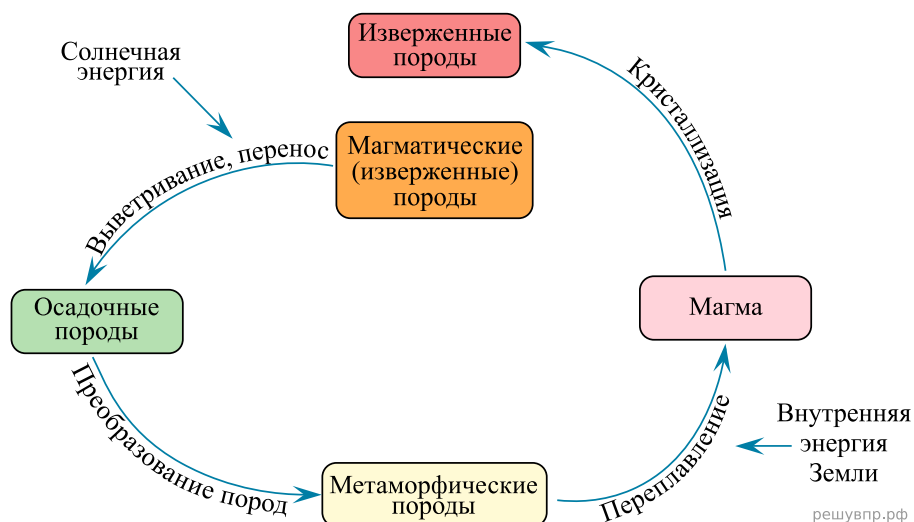 Изверженные
породы
Солнечная
энергия
Кристаллизация
Выветривание, перенос
Магматические
(изверженные)
породы
Осадочные
породы
Магма
Преобразование пород
Переплавление
Внутренняя
энергия
Земли
Метаморфические
породы
решувпр.рф